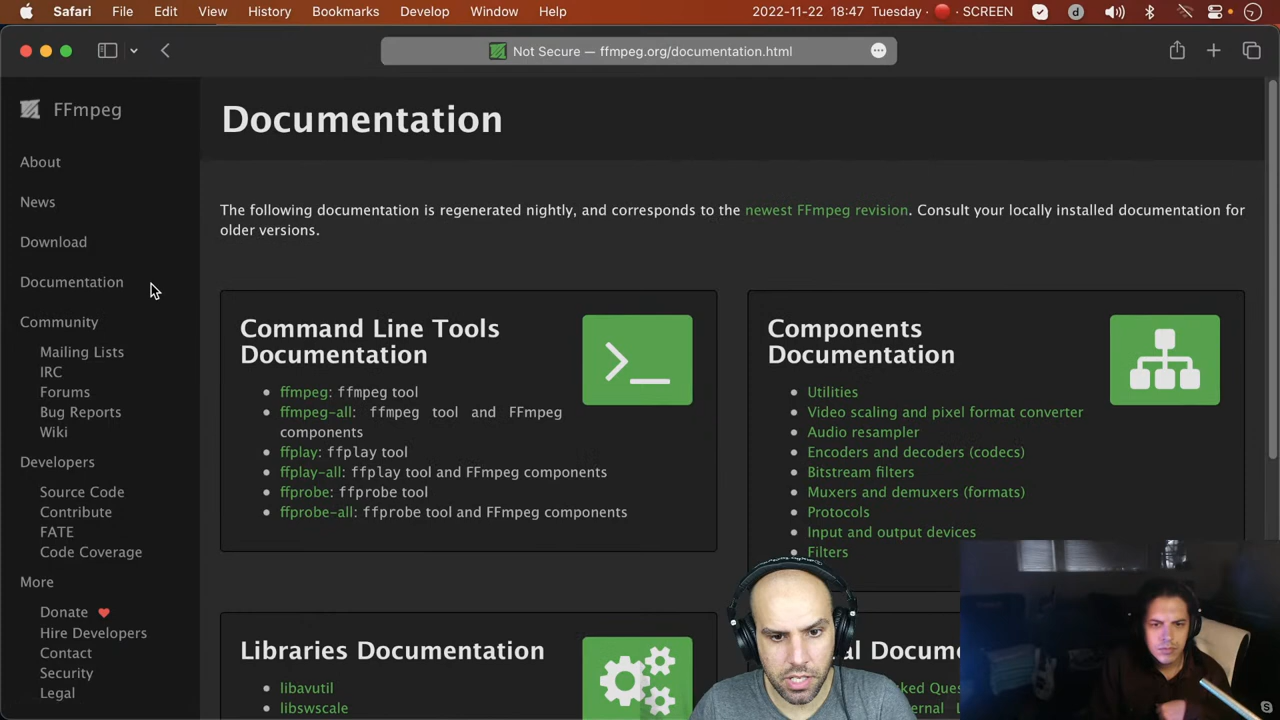 Safari File Edit View History Bookmarks Develop Window Help 2022-11-22 18:47 Tuesday SCREEN
Not Secure — ffmpeg.org/documentation.html
FFmpeg
About
News
Download
Documentation
Community
Mailing Lists
IRC
Forums
Bug Reports
Wiki
Developers
Source Code
Contribute
FATE
Code Coverage
More
Donate
Hire Developers
Contact
Security
Legal
Documentation
The following documentation is regenerated nightly, and corresponds to the newest FFmpeg revision. Consult your locally installed documentation for
older versions.
Command Line Tools
Documentation
ffmpeg: ffmpeg tool
ffmpeg-all: ffmpeg tool and FFmpeg
components
ffplay: ffplay tool
ffplay-all: ffplay tool and FFmpeg components
ffprobe: ffprobe tool
ffprobe-all: ffprobe tool and FFmpeg components
Components
Documentation
Utilities
Video scaling and pixel format converter
Audio resampler
Encoders and decoders (codecs)
Bitstream filters
Muxers and demuxers (formats)
Protocols
Input and output devices
Filters
Libraries Documentation
libavutil
libswscale